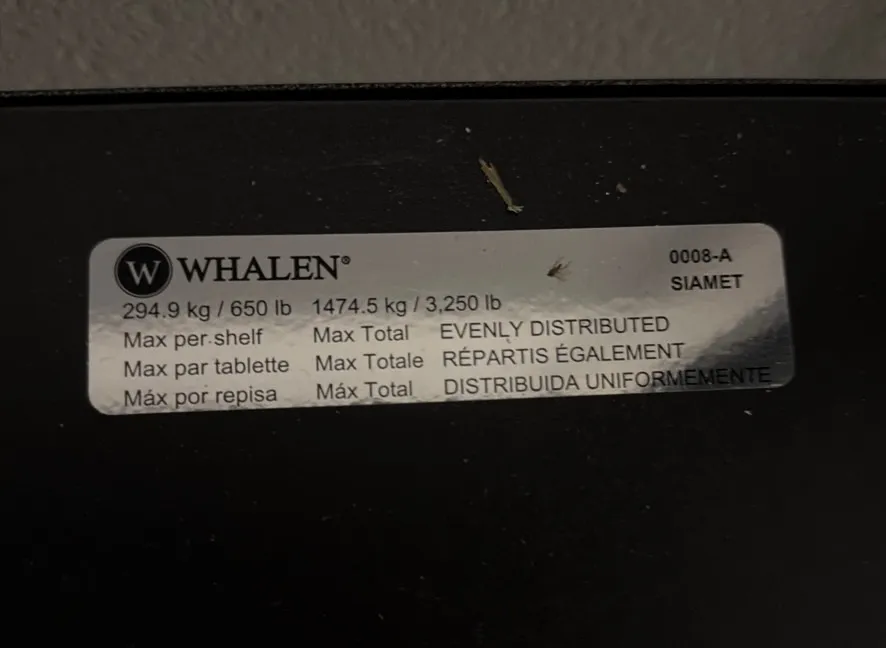 W WHALEN®
0008-A
SIAMET
294.9 kg / 650 lb 1474.5 kg / 3,250 lb
Max per shelf Max Total EVENLY DISTRIBUTED
Max par tablette Max Totale RÉPARTIS ÉGALEMENT
Máx por repisa Máx Total DISTRIBUIDA UNIFORMEMENTE